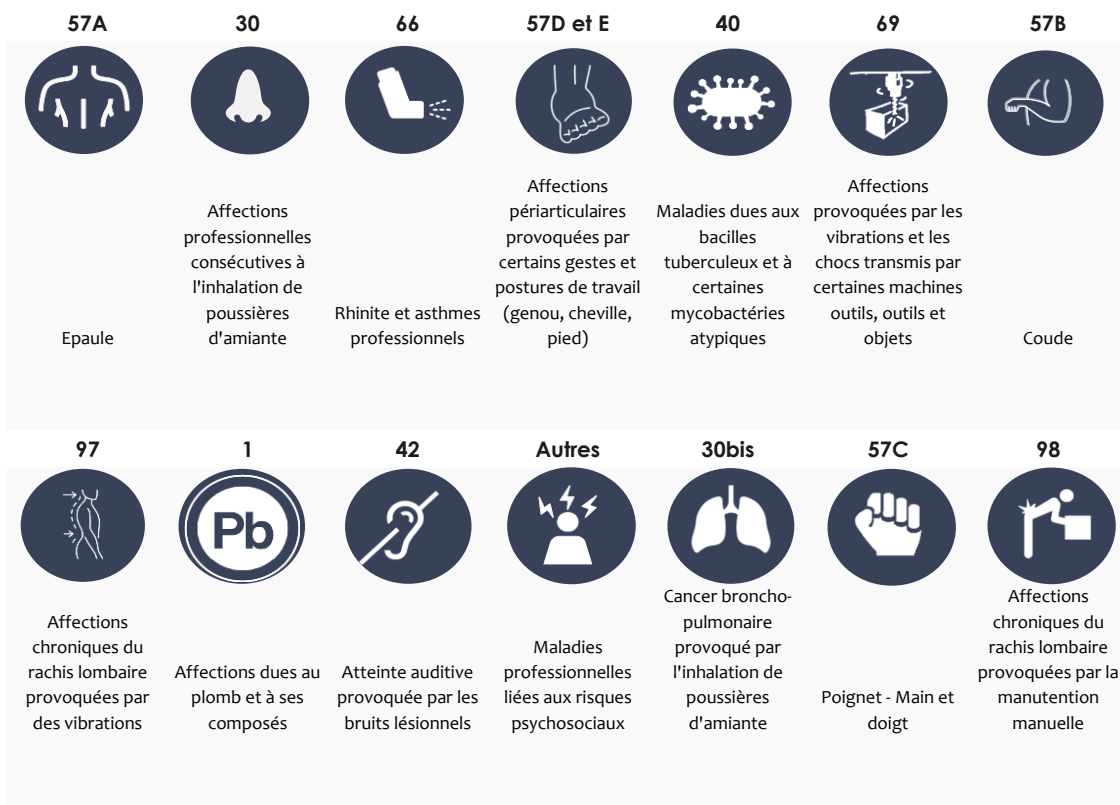 57A
30
66
57D et E
40
69
57B
Epaule
Affections
professionnelles
consécutives à
l'inhalation de
poussières
d'amiante
Rhinite et asthmes
professionnels
Affections
périarticulaires
provoquées par
certains gestes et
postures de travail
(genou, cheville,
pied)
Maladies dues aux
bacilles
tuberculeux et à
certaines
mycobactéries
atypiques
Affections
provoquées par les
vibrations et les
chocs transmis par
certaines machines
outils, outils et
objets
Coude
97
1
42
Autres
30bis
57C
98
Pb
Affections
chroniques du
rachis lombaire
provoquées par
des vibrations
Affections dues au
plomb et à ses
composés
Atteinte auditive
provoquée par les
bruits lésionnels
Maladies
professionnelles
liées aux risques
psychosociaux
Cancer broncho-
pulmonaire
provoqué par
l'inhalation de
poussières
d'amiante
Poignet - Main et
doigt
Affections
chroniques du
rachis lombaire
provoquées par la
manutention
manuelle